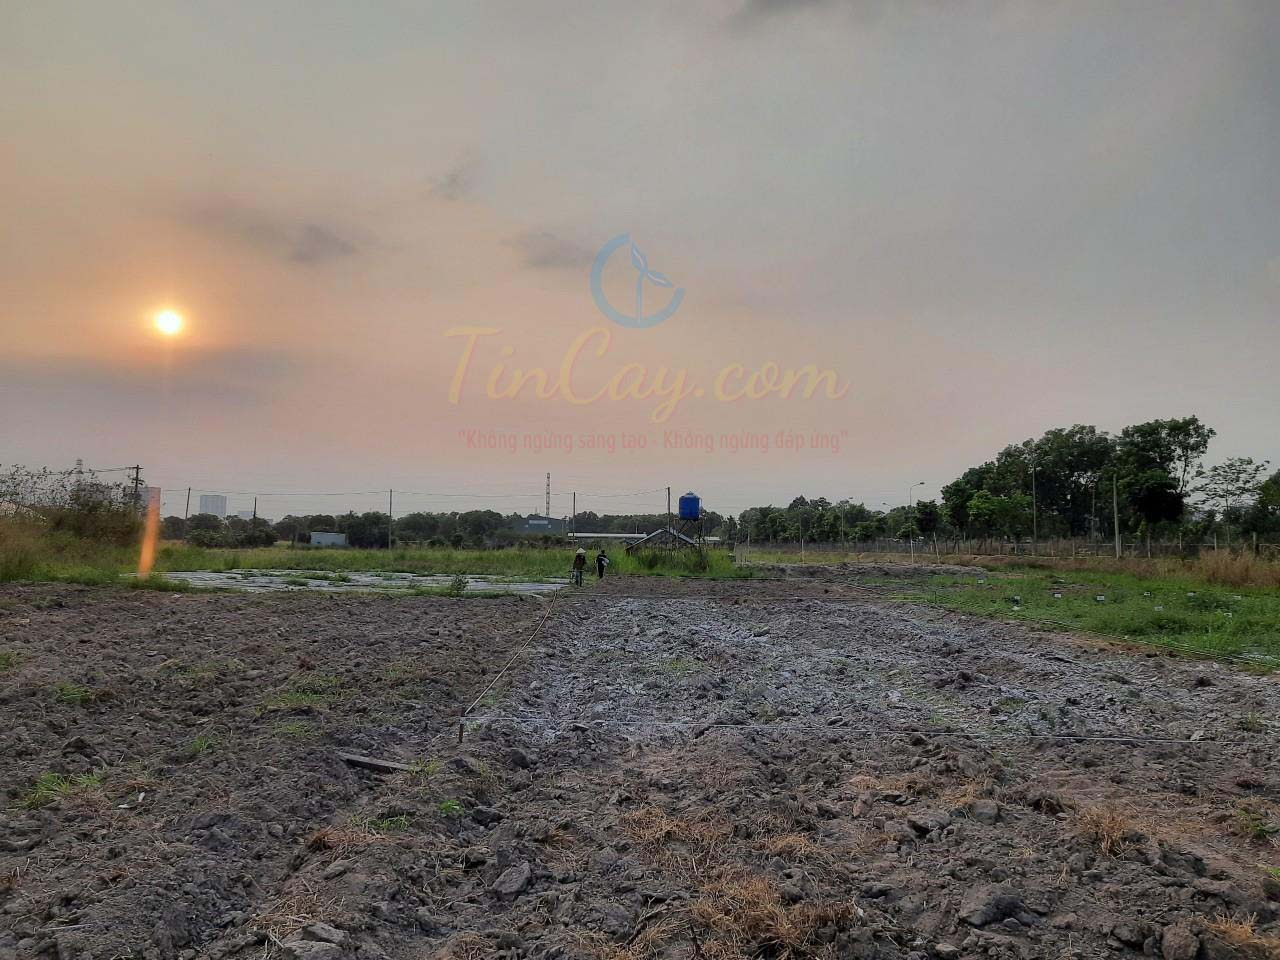 TinCay.com
"Không ngừng sáng tạo - Không ngừng đáp ứng"